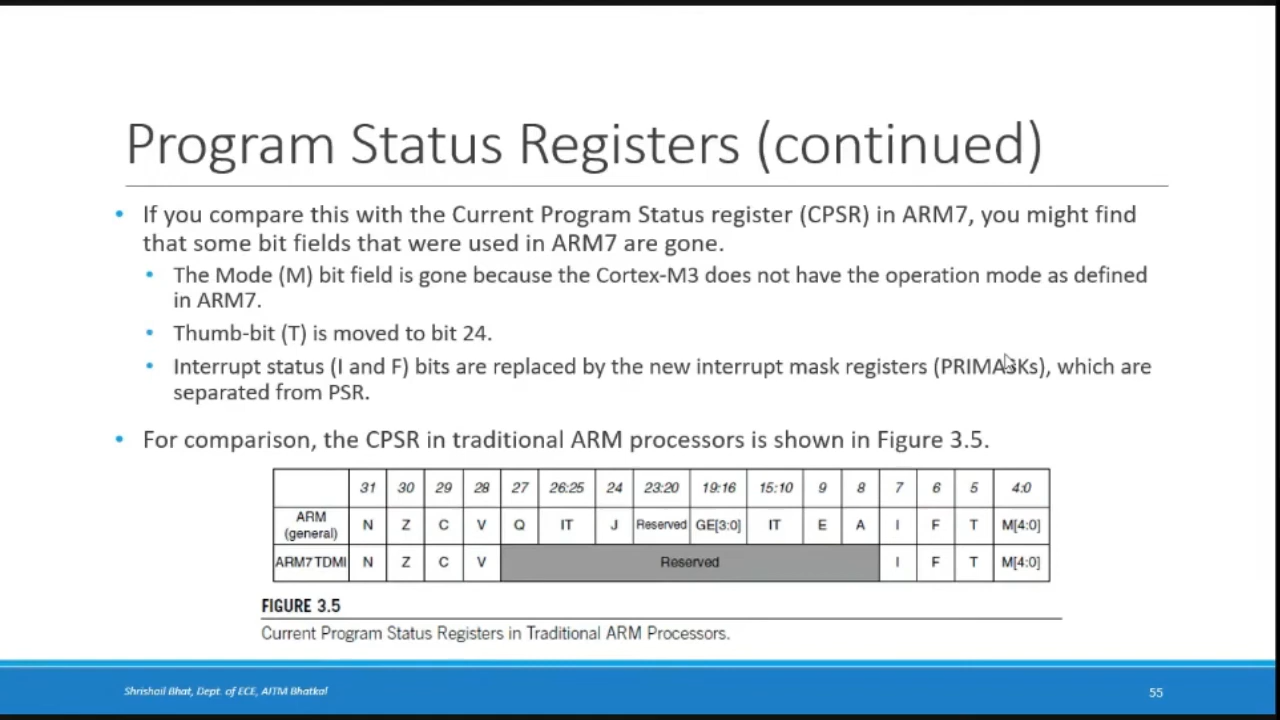 Program Status Registers (continued)
• If you compare this with the Current Program Status register (CPSR) in ARM7, you might find
that some bit fields that were used in ARM7 are gone.
• The Mode (M) bit field is gone because the Cortex-M3 does not have the operation mode as defined
in ARM7.
• Thumb-bit (T) is moved to bit 24.
• Interrupt status (I and F) bits are replaced by the new interrupt mask registers (PRIMASKs), which are
separated from PSR.
• For comparison, the CPSR in traditional ARM processors is shown in Figure 3.5.
31 30 29 28 27 26:25 24 23:20 19:16 15:10 9 8 7 6 5 4:0
ARM
(general) N Z C V Q IT J Reserved GE[3:0] IT E A I F T M[4:0]
ARM7TDMI N Z C V Reserved I F T M[4:0]
FIGURE 3.5
Current Program Status Registers in Traditional ARM Processors.
Shrishail Bhat, Dept. of ECE, AITM Bhatkal
55